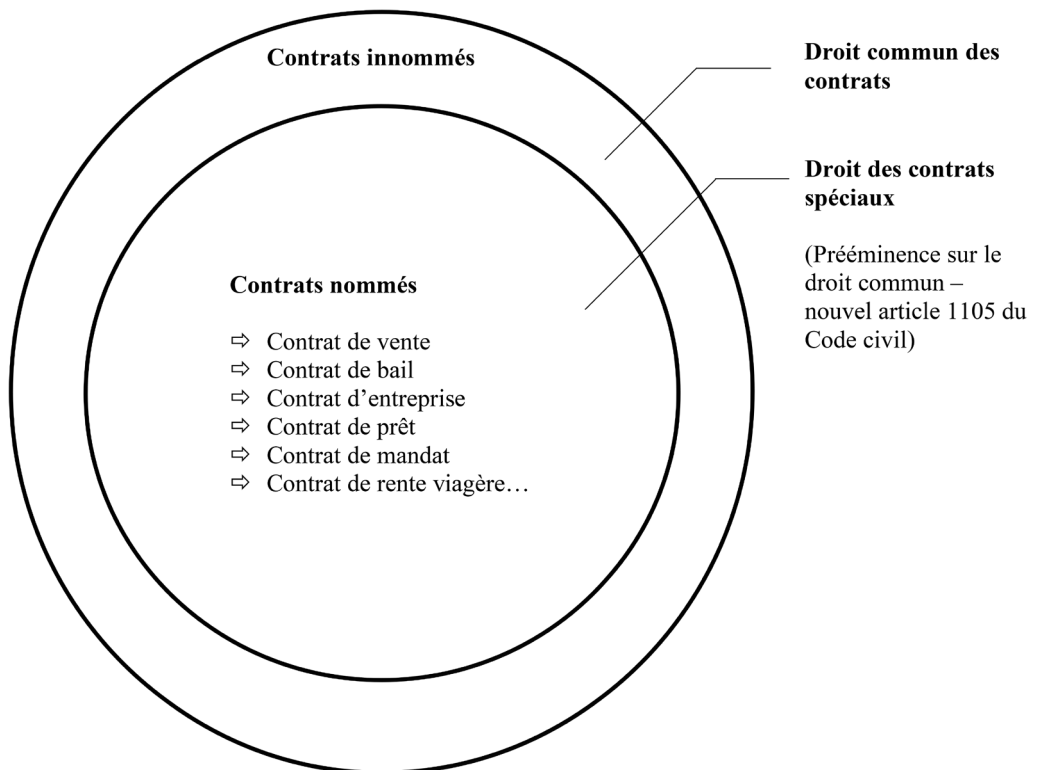 Contrats innommés
Droit commun des
contrats
Droit des contrats
spéciaux
(Prééminence sur le
droit commun –
nouvel article 1105 du
Code civil)
Contrats nommés
⇨ Contrat de vente
⇨ Contrat de bail
⇨ Contrat d’entreprise
⇨ Contrat de prêt
⇨ Contrat de mandat
⇨ Contrat de rente viagère…